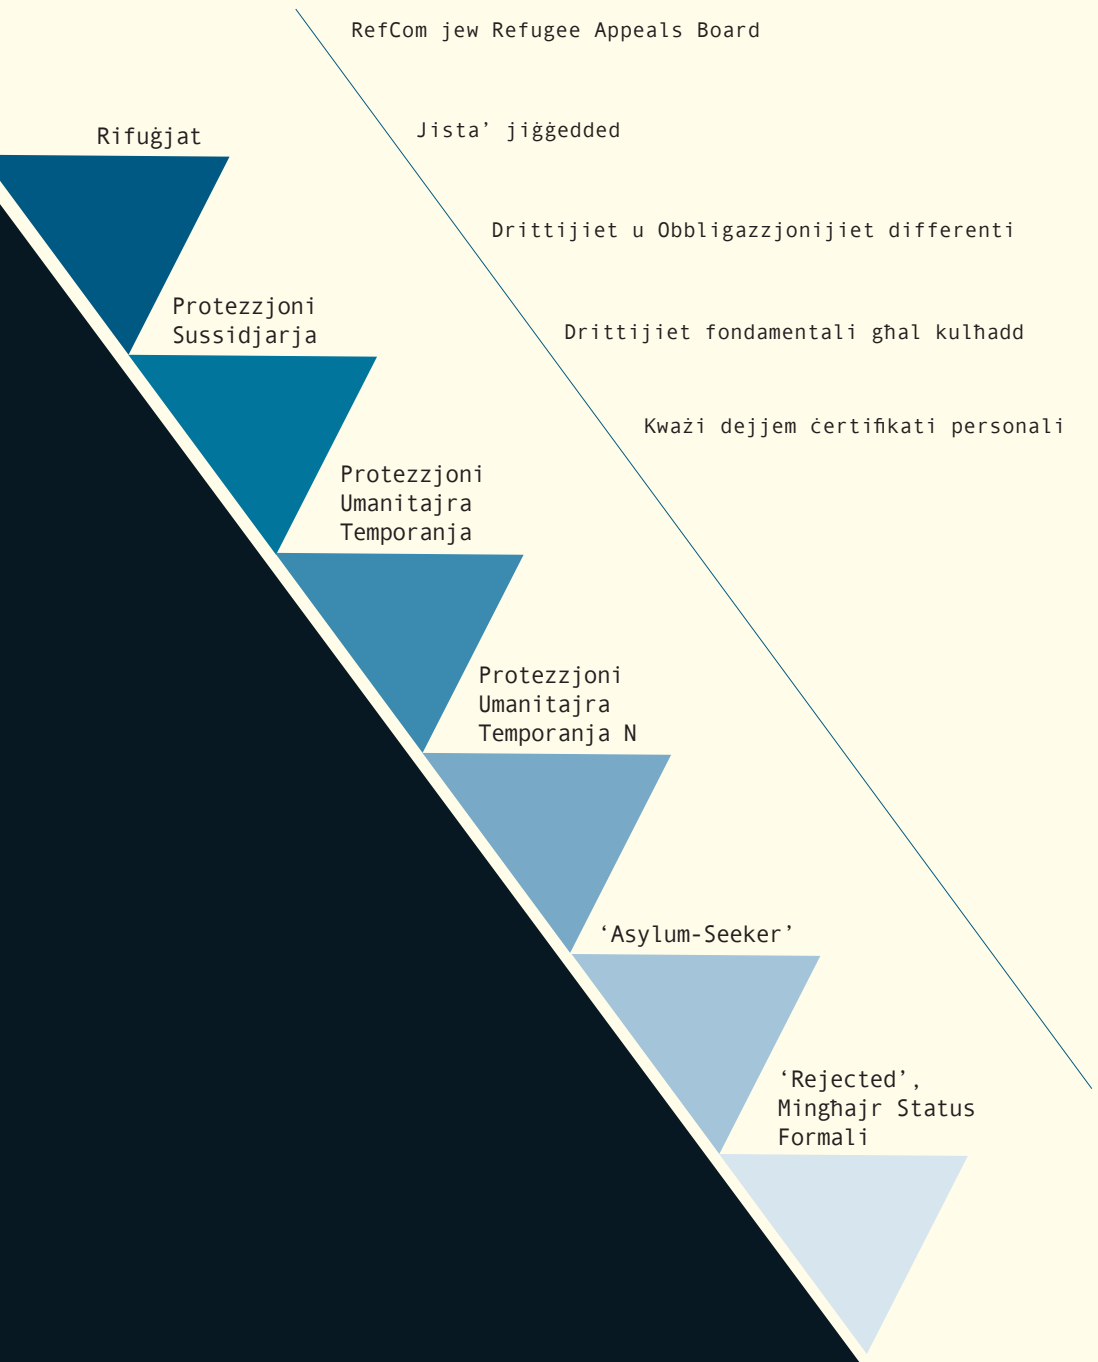 RefCom jew Refugee Appeals Board
Jista’ jiġġedded
Rifuġjat
Drittijiet u Obbligazzjonijiet differenti
Protezzjoni
Sussidjarja
Drittijiet fondamentali għal kulħadd
Kważi dejjem ċertifikati personali
Protezzjoni
Umanitajra
Temporanja
Protezzjoni
Umanitajra
Temporanja N
‘Asylum-Seeker’
‘Rejected’,
Mingħajr Status
Formali